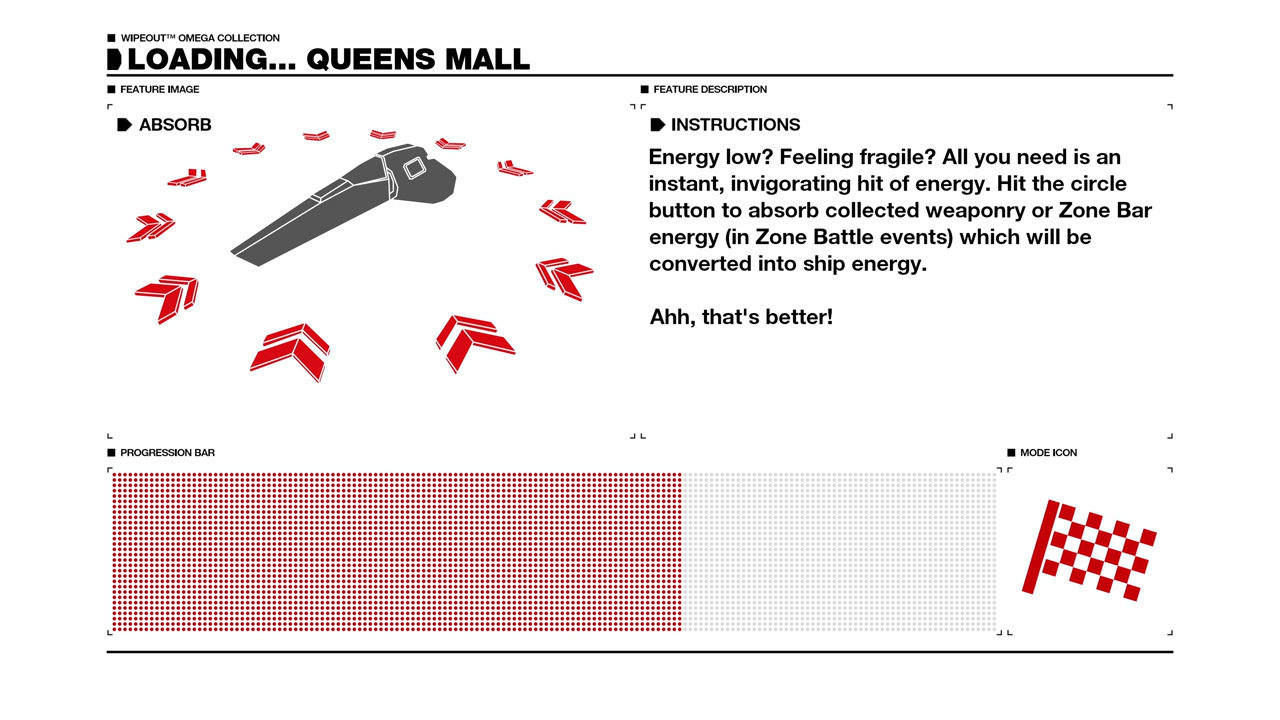 WIPEOUT™ OMEGA COLLECTION
LOADING... QUEENS MALL
FEATURE IMAGE
ABSORB
FEATURE DESCRIPTION
INSTRUCTIONS
Energy low? Feeling fragile? All you need is an
instant, invigorating hit of energy. Hit the circle
button to absorb collected weaponry or Zone Bar
energy (in Zone Battle events) which will be
converted into ship energy.
Ahh, that's better!
PROGRESSION BAR
MODE ICON